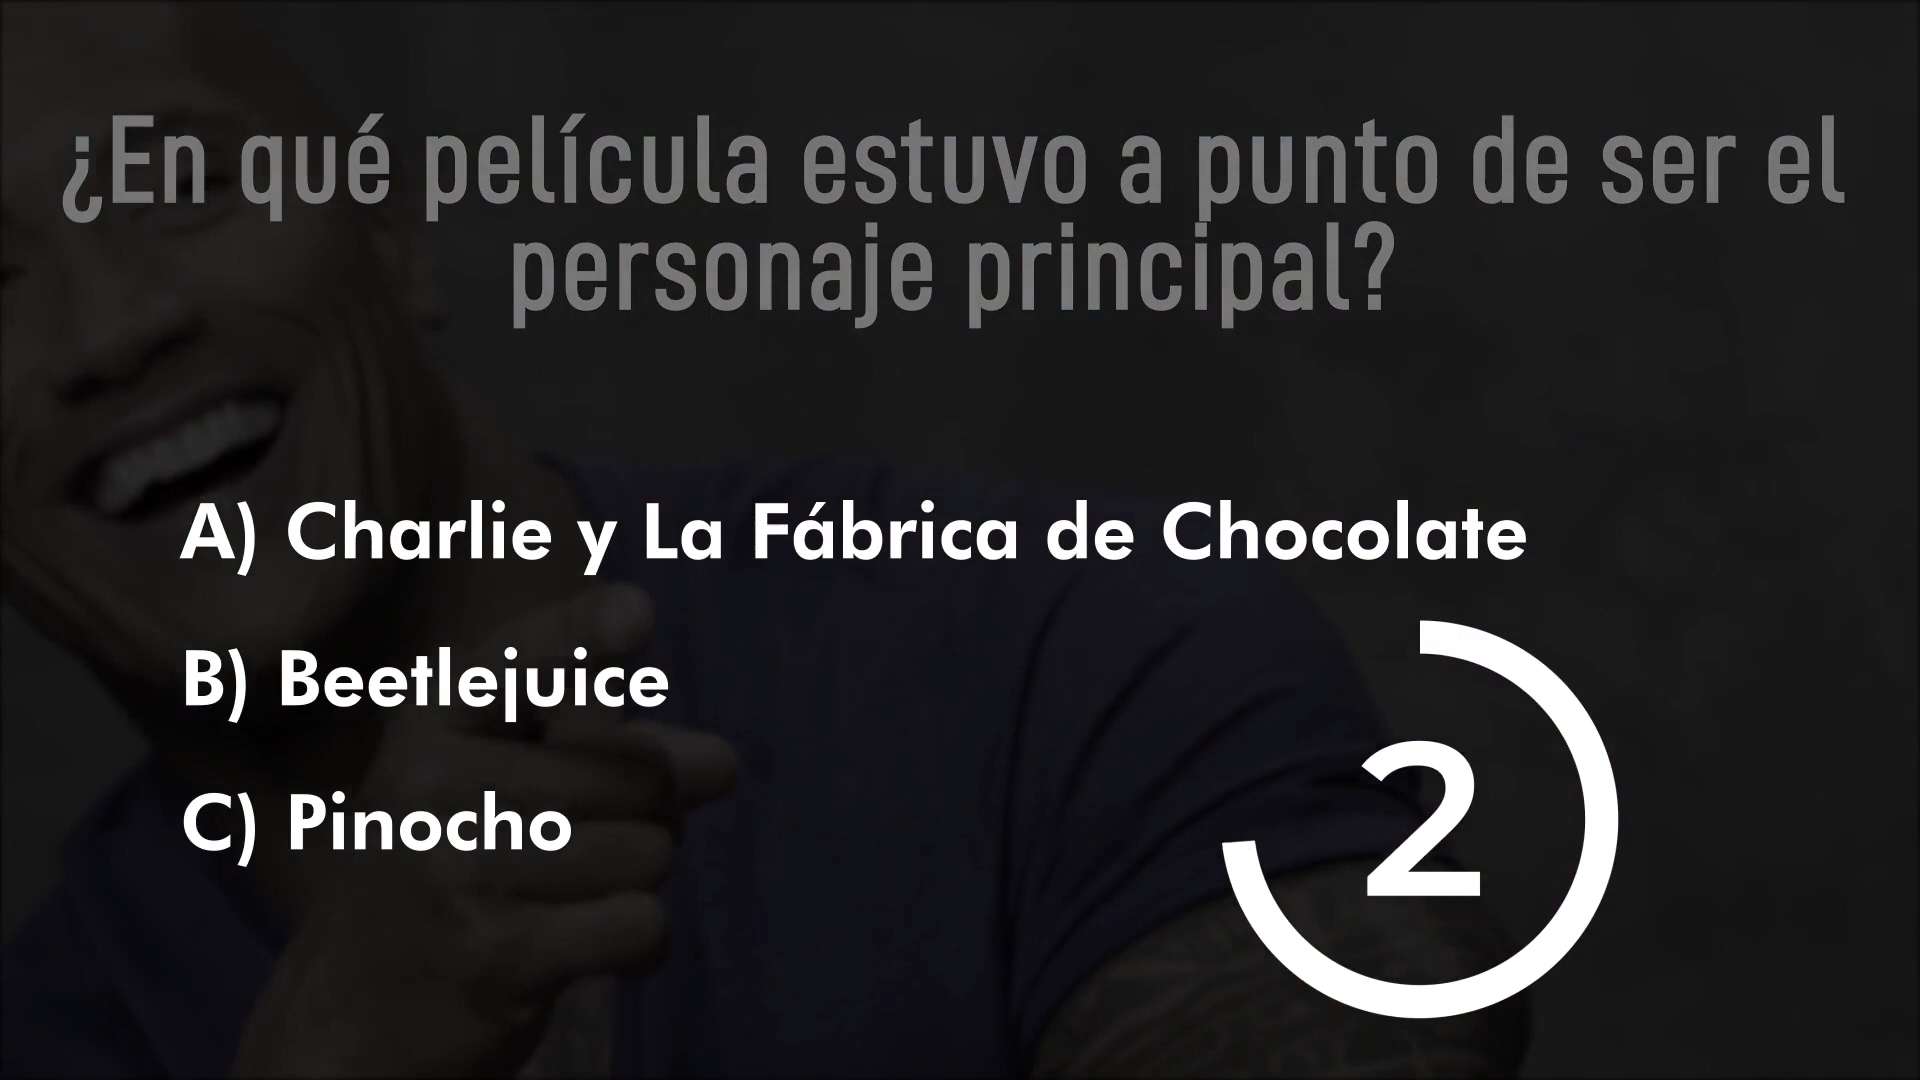 ¿En qué película estuvo a punto de ser el
personaje principal?
A) Charlie y La Fábrica de Chocolate
B) Beetlejuice
C) Pinocho
2